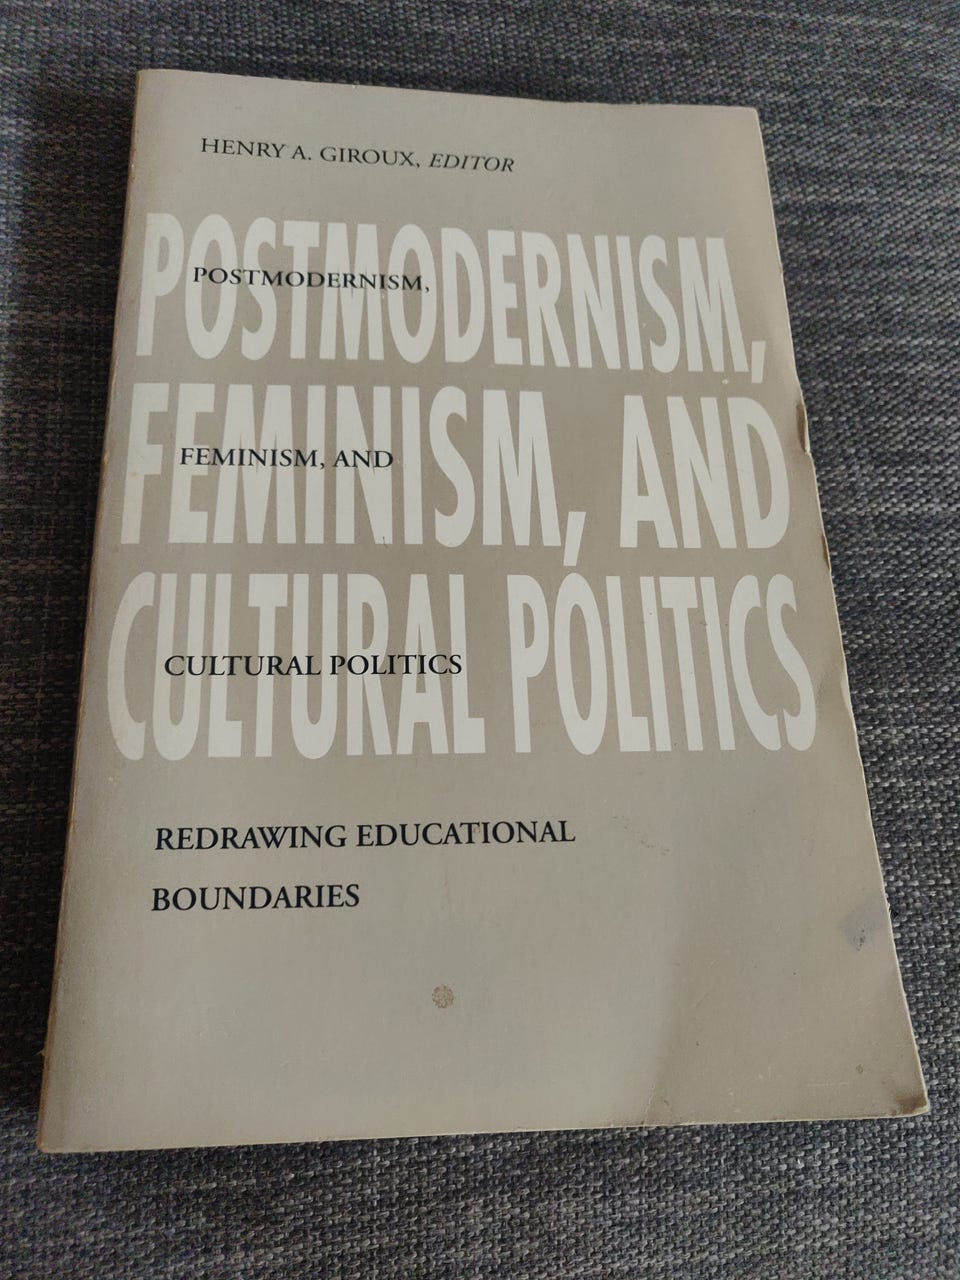 HENRY A. GIROUX, EDITOR
POSTMODERNISM,
POSTMODERNISM,
FEMINISM, AND
FEMINISM, AND
CULTURAL POLITICS
CULTURAL POLITICS
REDRAWING EDUCATIONAL
BOUNDARIES